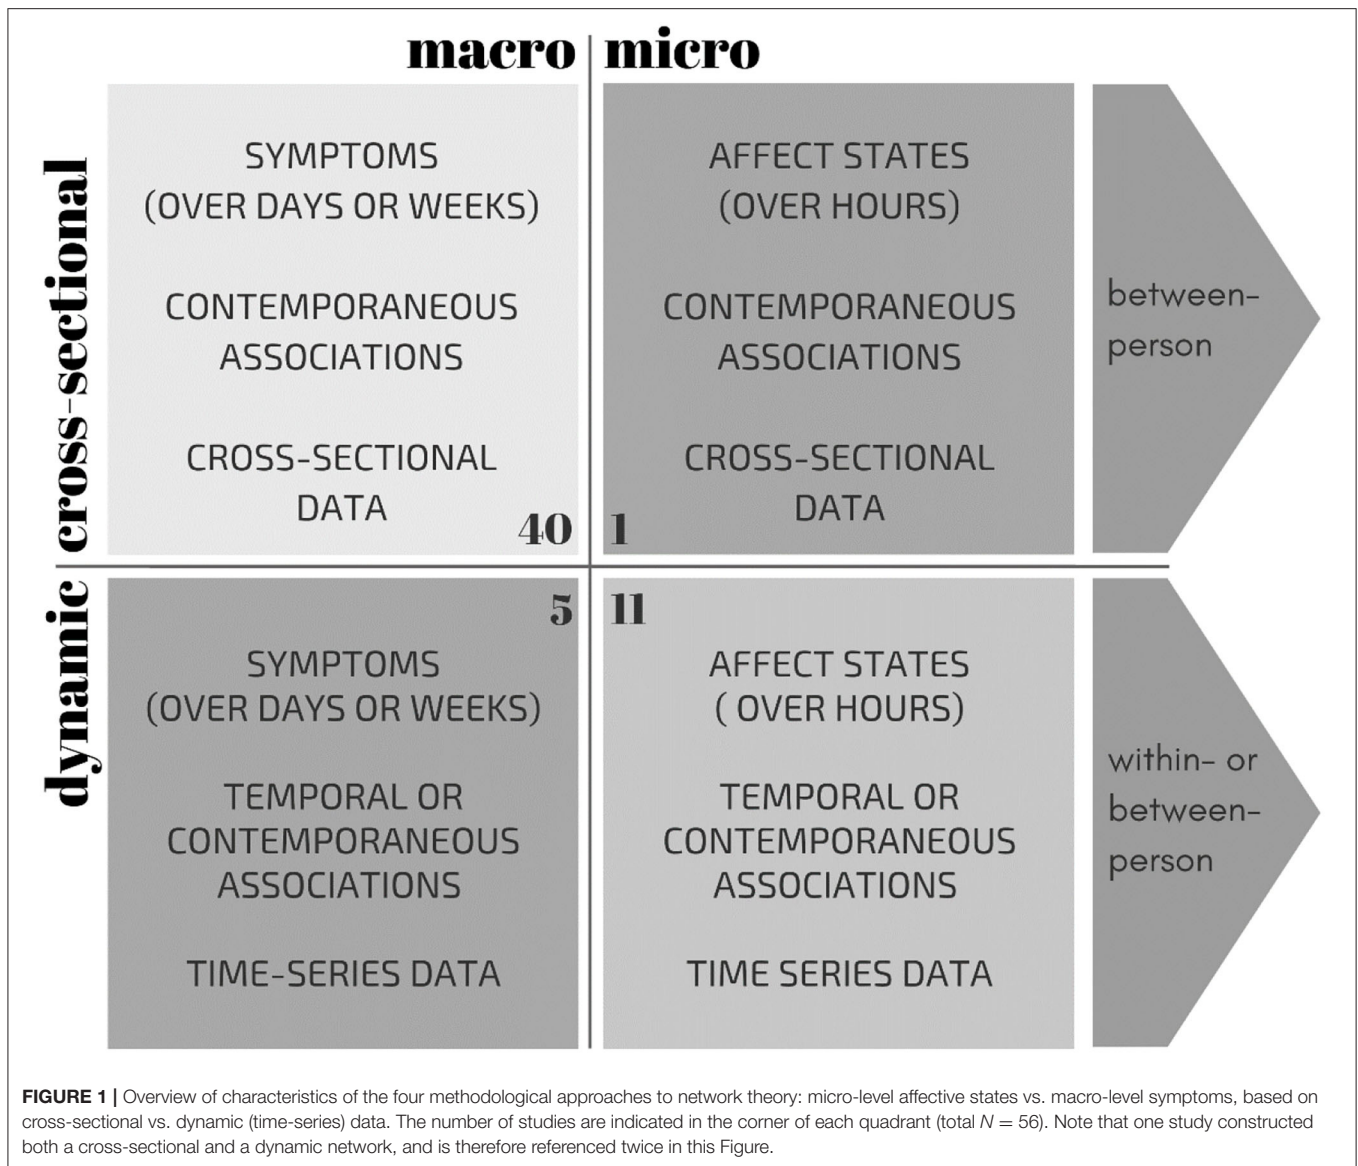 macro
micro
cross-sectional
SYMPTOMS
(OVER DAYS OR WEEKS)
CONTEMPORANEOUS
ASSOCIATIONS
CROSS-SECTIONAL
DATA
40
AFFECT STATES
(OVER HOURS)
CONTEMPORANEOUS
ASSOCIATIONS
CROSS-SECTIONAL
DATA
1
between-
person
dynamic
5
SYMPTOMS
(OVER DAYS OR WEEKS)
TEMPORAL OR
CONTEMPORANEOUS
ASSOCIATIONS
TIME-SERIES DATA
11
AFFECT STATES
( OVER HOURS)
TEMPORAL OR
CONTEMPORANEOUS
ASSOCIATIONS
TIME SERIES DATA
within- or
between-
person
FIGURE 1 | Overview of characteristics of the four methodological approaches to network theory: micro-level affective states vs. macro-level symptoms, based on
cross-sectional vs. dynamic (time-series) data. The number of studies are indicated in the corner of each quadrant (total N = 56). Note that one study constructed
both a cross-sectional and a dynamic network, and is therefore referenced twice in this Figure.